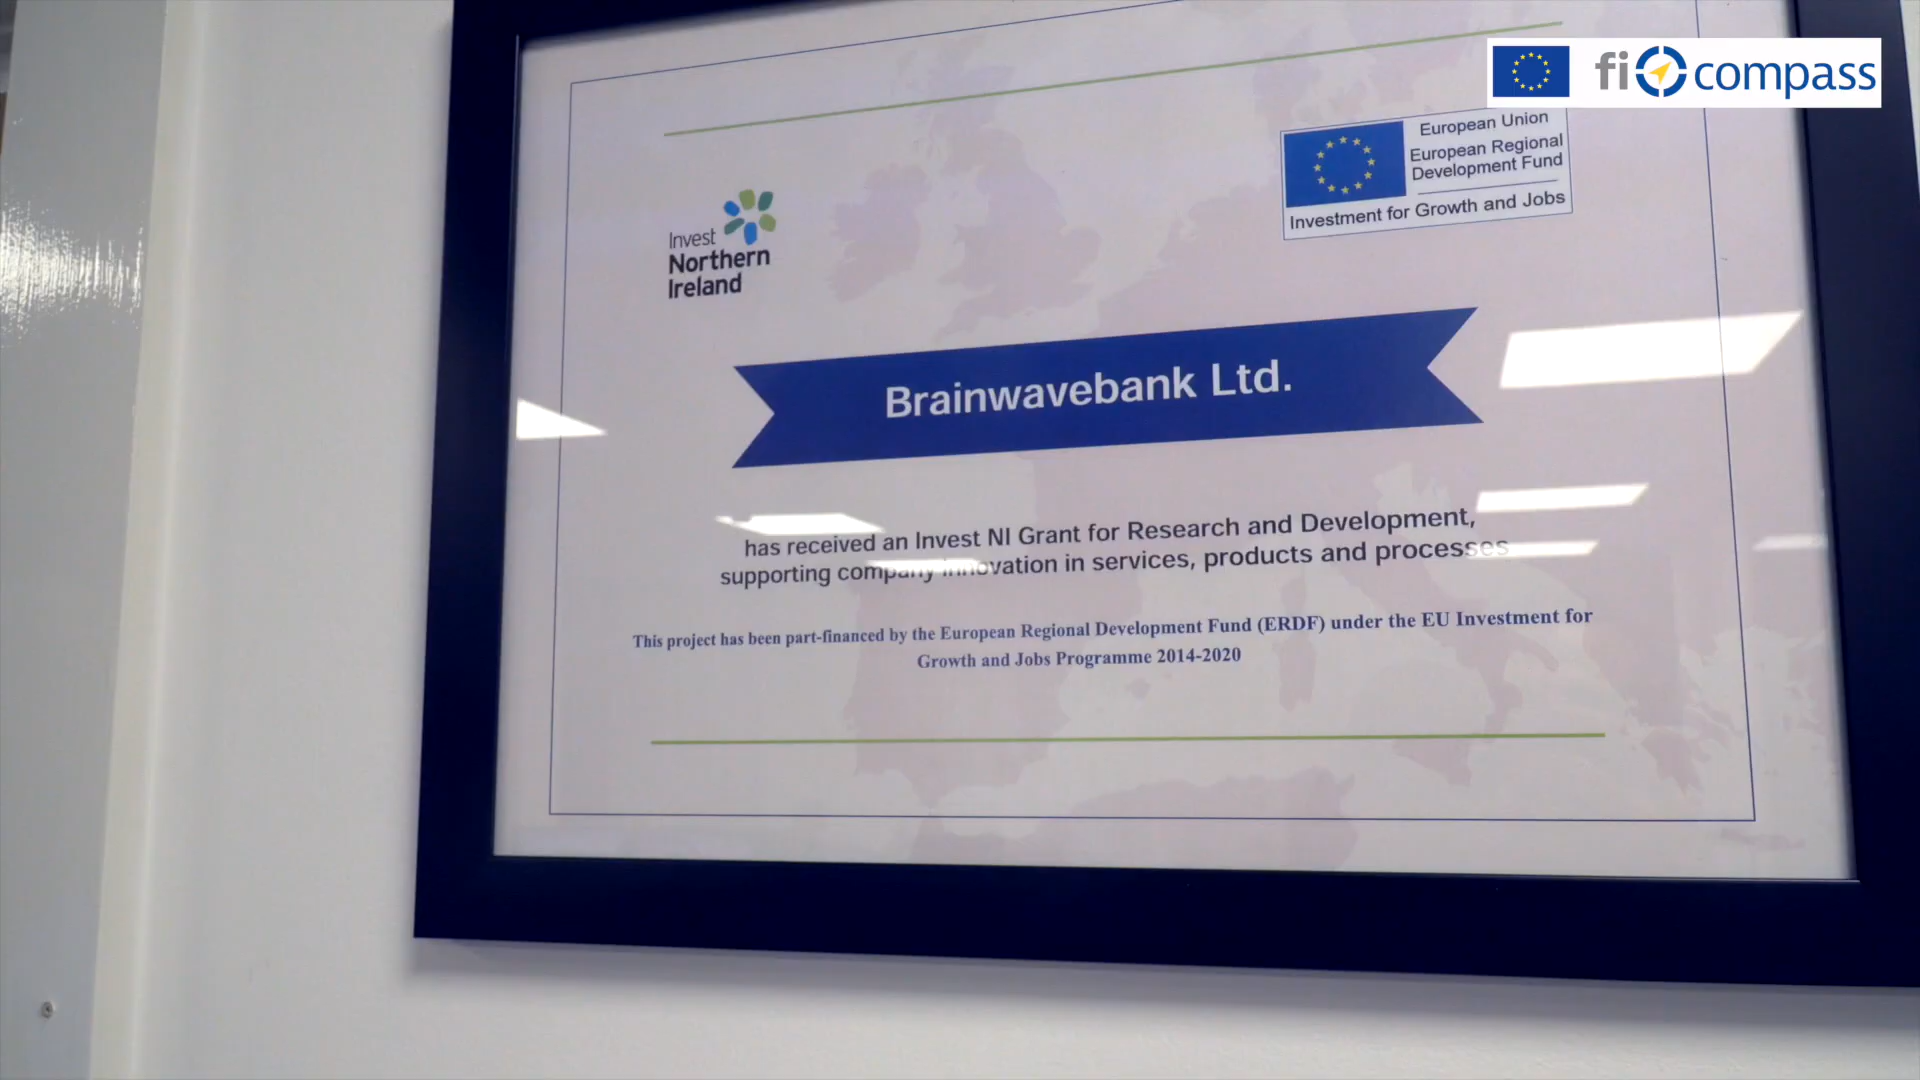 fi compass
European Union
European Regional
Development Fund
Investment for Growth and Jobs
Invest
Northern
Ireland
Brainwavebank Ltd.
has received an Invest NI Grant for Research and Development,
supporting company innovation in services, products and processes
This project has been part-financed by the European Regional Development Fund (ERDF) under the EU Investment for
Growth and Jobs Programme 2014-2020